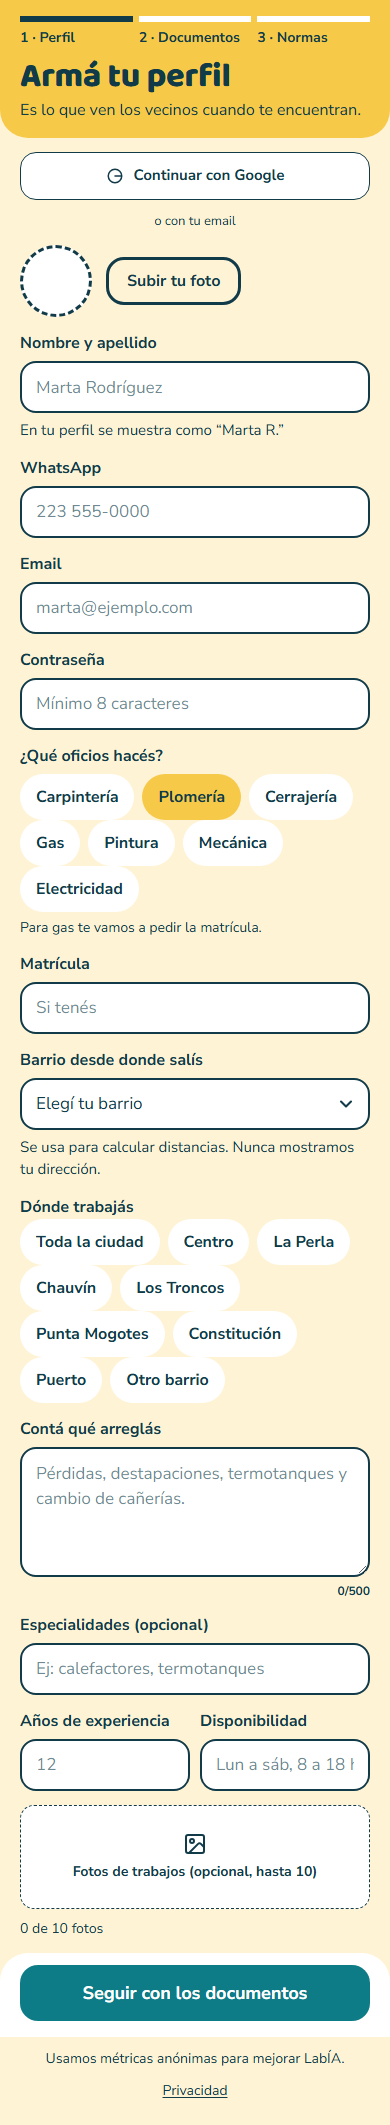 1 · Perfil
2 · Documentos
3 · Normas
Armá tu perfil
Es lo que ven los vecinos cuando te encuentran.
Continuar con Google
o con tu email
Subir tu foto
Nombre y apellido
Marta Rodríguez
En tu perfil se muestra como “Marta R.”
WhatsApp
223 555-0000
Email
marta@ejemplo.com
Contraseña
Mínimo 8 caracteres
¿Qué oficios hacés?
Carpintería Plomería Cerrajería
Gas Pintura Mecánica
Electricidad
Para gas te vamos a pedir la matrícula.
Matrícula
Si tenés
Barrio desde donde salís
Elegí tu barrio
Se usa para calcular distancias. Nunca mostramos
tu dirección.
Dónde trabajás
Toda la ciudad Centro La Perla
Chauvín Los Troncos
Punta Mogotes Constitución
Puerto Otro barrio
Contá qué arreglás
Pérdidas, destapaciones, termotanques y
cambio de cañerías.
0/500
Especialidades (opcional)
Ej: calefactores, termotanques
Años de experiencia Disponibilidad
12 Lun a sáb, 8 a 18
Fotos de trabajos (opcional, hasta 10)
0 de 10 fotos
Seguir con los documentos
Usamos métricas anónimas para mejorar LabÍA.
Privacidad